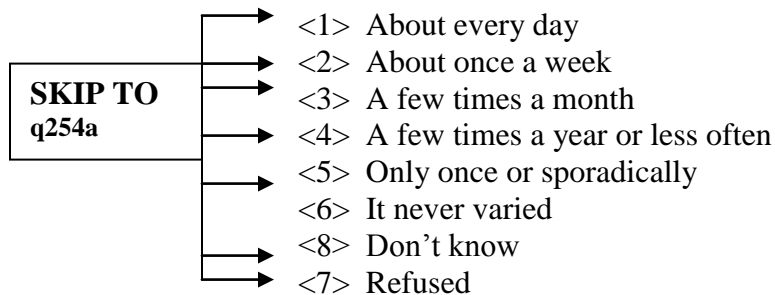 <1> About every day
<2> About once a week
SKIP TO
<3> A few times a month
q254a
<4> A few times a year or less often
<5> Only once or sporadically
<6> It never varied
<8> Don't know
<7> Refused